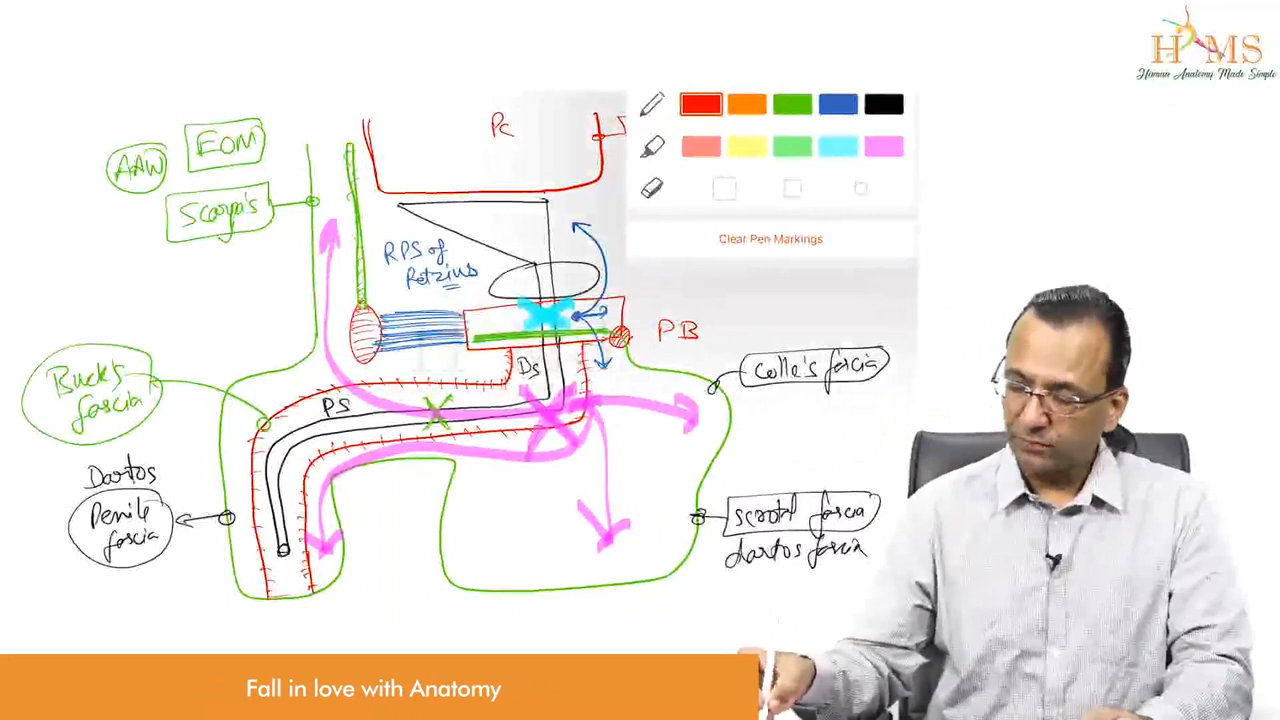 HAMS
Human Anatomy Made Simple
Pc
EOM
AAW
Scarpa's
Clear Pen Markings
RPS of
Retzius
PB
Ds
Colle's fascia
Buck's
fascia
PS
Dartos
Penile
fascia
scrotal fascia
dartos fascia
Fall in love with Anatomy